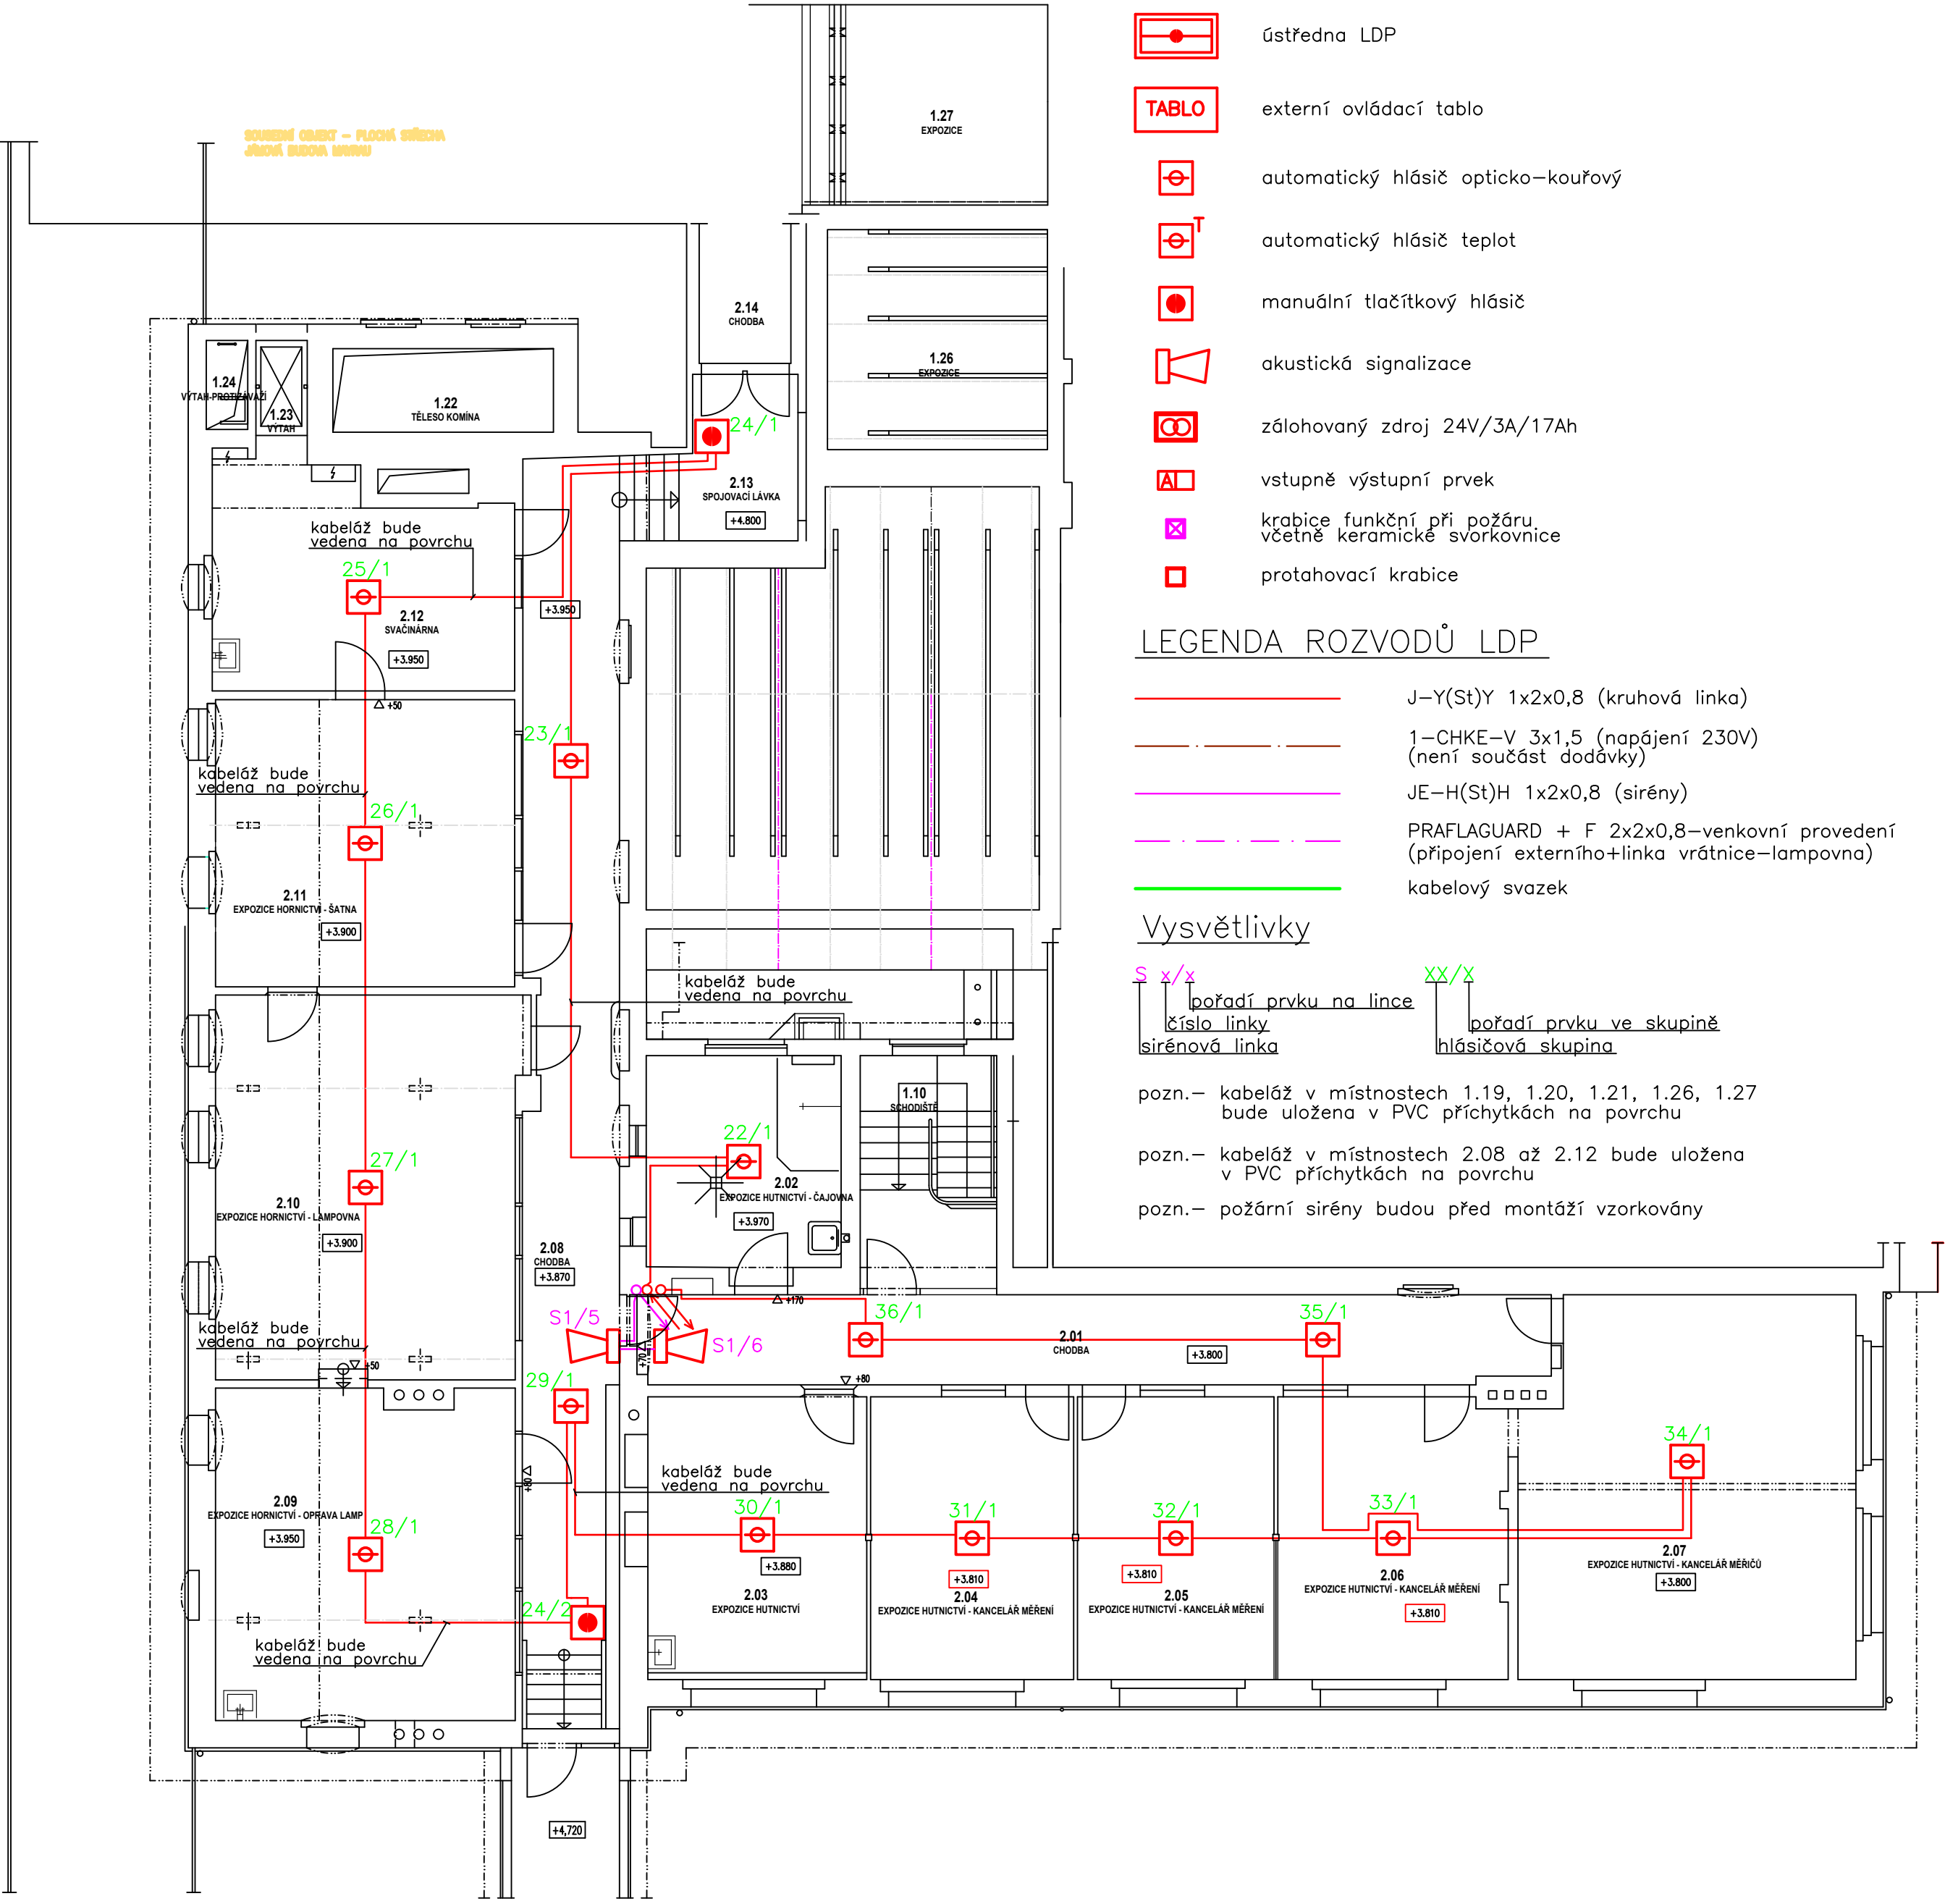 ústředna LDP
TABLO
externí ovládací tablo
automatický hlásič opticko-kouřový
T
automatický hlásič teplot
manuální tlačítkový hlásič
akustická signalizace
zálohovaný zdroj 24V/3A/17Ah
A
vstupně výstupní prvek
krabice funkční při požáru
včetně keramické svorkovnice
protahovací krabice
LEGENDA ROZVODŮ LDP
J-Y(St)Y 1x2x0,8 (kruhová linka)
1-CHKE-V 3x1,5 (napájení 230V)
(není součást dodávky)
JE-H(St)H 1x2x0,8 (sirény)
PRAFLAGUARD + F 2x2x0,8-venkovní provedení
(připojení externího+linka vrátnice-lampovna)
kabelový svazek
Vysvětlivky
S x/x
pořadí prvku na lince
číslo linky
sirénová linka
XX/X
pořadí prvku ve skupině
hlásičová skupina
pozn.- kabeláž v místnostech 1.19, 1.20, 1.21, 1.26, 1.27
bude uložena v PVC příchytkách na povrchu
pozn.- kabeláž v místnostech 2.08 až 2.12 bude uložena
v PVC příchytkách na povrchu
pozn.- požární sirény budou před montáží vzorkovány
SOUSEDNÍ OBJEKT - PLOCHÁ STŘECHA
JÁMOVÁ BUDOVA
1.27
EXPOZICE
2.14
CHODBA
1.26
EXPOZICE
1.24
VÝTAH-PROTIZÁVAŽÍ
1.23
VÝTAH
1.22
TĚLESO KOMÍNA
24/1
2.13
SPOJOVACÍ LÁVKA
+4.800
kabeláž bude
vedena na povrchu
25/1
2.12
SVAČINÁRNA
+3.950
+3.950
+50
23/1
kabeláž bude
vedena na povrchu
26/1
2.11
EXPOZICE HORNICTVÍ - ŠATNA
+3.900
kabeláž bude
vedena na povrchu
1.10
SCHODIŠTĚ
22/1
2.02
EXPOZICE HUTNICTVÍ - ČAJOVNA
+3.970
27/1
2.10
EXPOZICE HORNICTVÍ - LAMPOVNA
+3.900
2.08
CHODBA
+3.870
+170
kabeláž bude
vedena na povrchu
+50
S1/5
S1/6
+70
36/1
35/1
2.01
CHODBA
+3.800
+80
29/1
34/1
kabeláž bude
vedena na povrchu
+80
2.09
EXPOZICE HORNICTVÍ - OPRAVA LAMP
+3.950
28/1
30/1
31/1
32/1
33/1
+3.880
2.03
EXPOZICE HUTNICTVÍ
+3.810
2.04
EXPOZICE HUTNICTVÍ - KANCELÁŘ MĚŘENÍ
+3.810
2.05
EXPOZICE HUTNICTVÍ - KANCELÁŘ MĚŘENÍ
2.06
EXPOZICE HUTNICTVÍ - KANCELÁŘ MĚŘENÍ
+3.810
2.07
EXPOZICE HUTNICTVÍ - KANCELÁŘ MĚŘIČŮ
+3.800
24/2
kabeláž bude
vedena na povrchu
+4,720